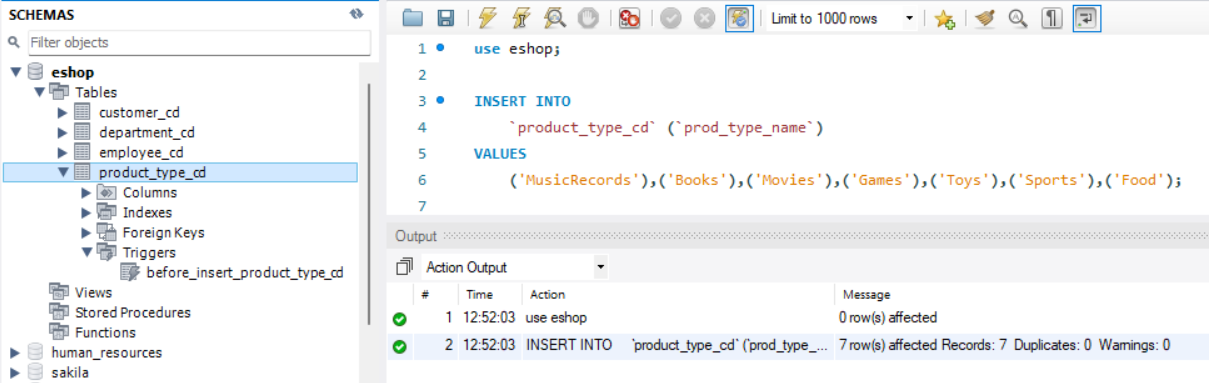 SCHEMAS
Filter objects
eshop
Tables
customer_cd
department_cd
employee_cd
product_type_cd
Columns
Indexes
Foreign Keys
Triggers
before_insert_product_type_cd
Views
Stored Procedures
Functions
human_resources
sakila
Limit to 1000 rows
1 use eshop;
2
3 INSERT INTO
4 `product_type_cd` (`prod_type_name`)
5 VALUES
6 ('MusicRecords'),('Books'),('Movies'),('Games'),('Toys'),('Sports'),('Food');
7
Output
Action Output
# Time Action Message
1 12:52:03 use eshop 0 row(s) affected
2 12:52:03 INSERT INTO `product_type_cd` (`prod_type_... 7 row(s) affected Records: 7 Duplicates: 0 Warnings: 0